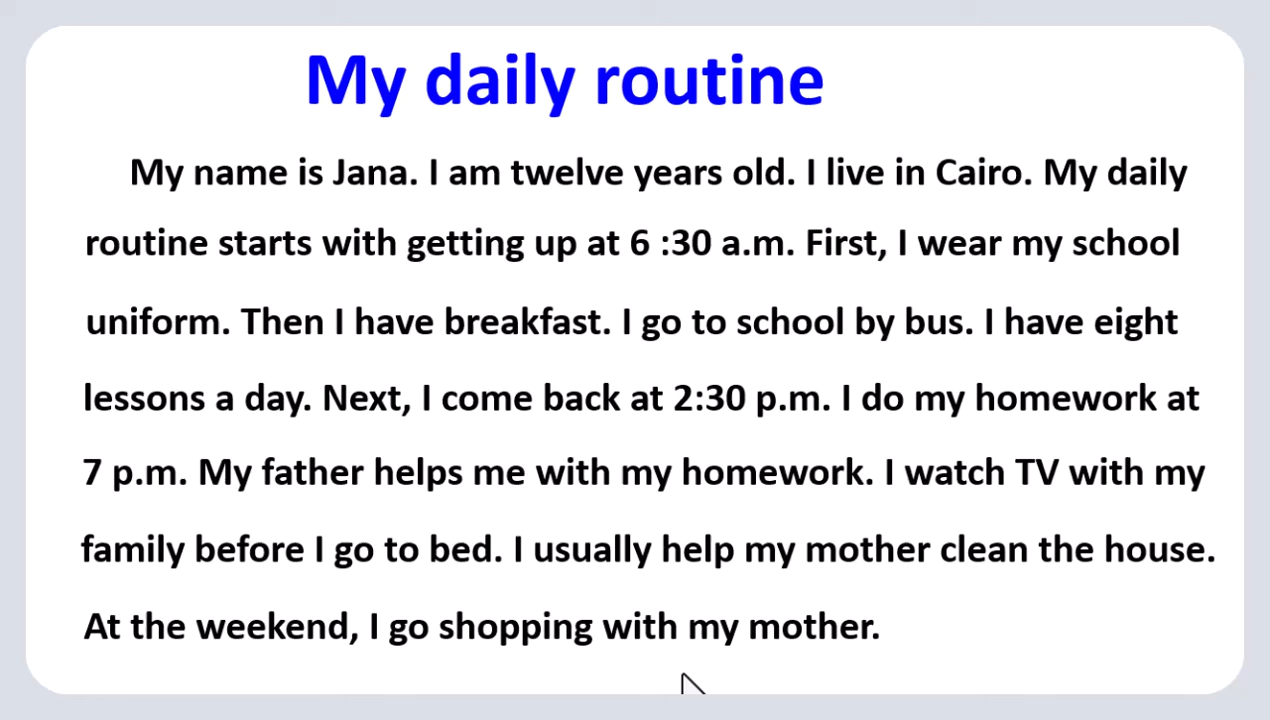 My daily routine
My name is Jana. I am twelve years old. I live in Cairo. My daily
routine starts with getting up at 6 :30 a.m. First, I wear my school
uniform. Then I have breakfast. I go to school by bus. I have eight
lessons a day. Next, I come back at 2:30 p.m. I do my homework at
7 p.m. My father helps me with my homework. I watch TV with my
family before I go to bed. I usually help my mother clean the house.
At the weekend, I go shopping with my mother.